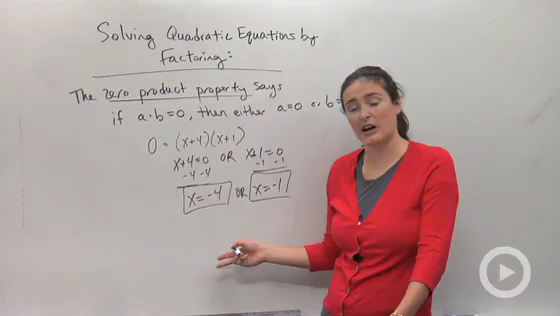 Solving Quadratic Equations by
Factoring:
The zero product property says
if a·b=0, then either a=0 or b=
0 = (x+4)(x+1)
x+4=0 OR x+1=0
-4 -4 -1 -1
x=-4 OR x=-1